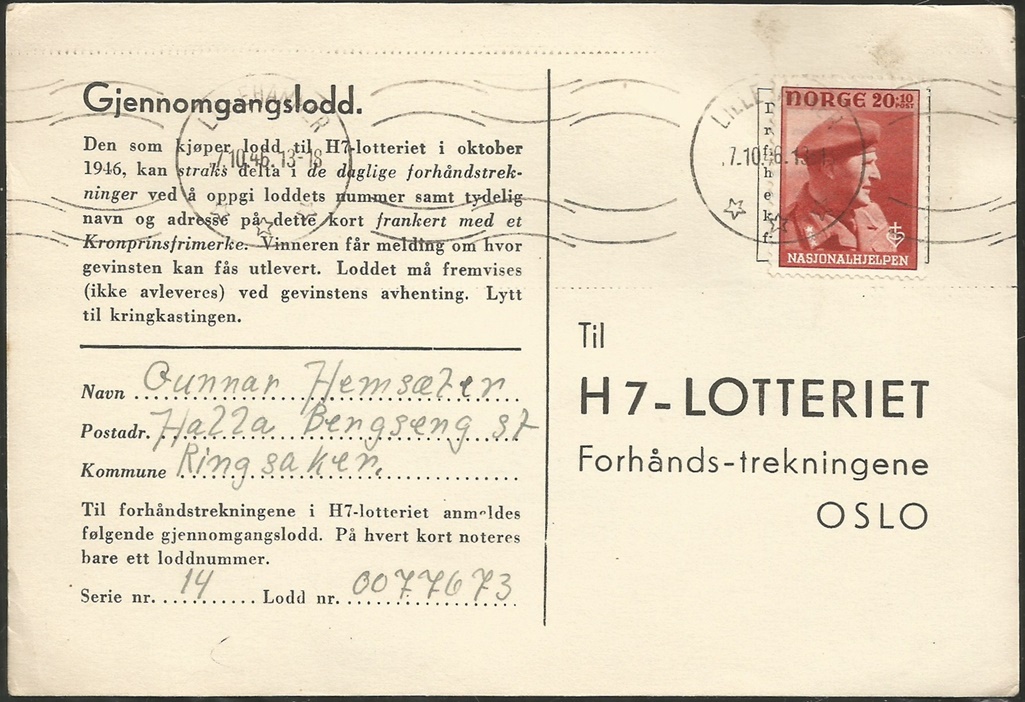 Gjennomgangslodd.
Den som kjøper lodd til H7-lotteriet i oktober
1946, kan straks delta i de daglige forhåndstrek-
ninger ved å oppgi loddets nummer samt tydelig
navn og adresse på dette kort frankert med et
Kronprinsfrimerke. Vinneren får melding om hvor
gevinsten kan fås utlevert. Loddet må fremvises
(ikke avleveres) ved gevinstens avhenting. Lytt
til kringkastingen.
Navn Gunnar Hemsæter
Postadr. Halla Bengseng st
Kommune Ringsaker.
Til forhåndstrekningene i H7-lotteriet anmeldes
følgende gjennomgangslodd. På hvert kort noteres
bare ett loddnummer.
Serie nr. 14 Lodd nr. 0077673
LILLEHAMMER
7.10.46.13-18
NORGE 20+10
POST
NASJONALHJELPEN
Til
H7-LOTTERIET
Forhånds-trekningene
OSLO